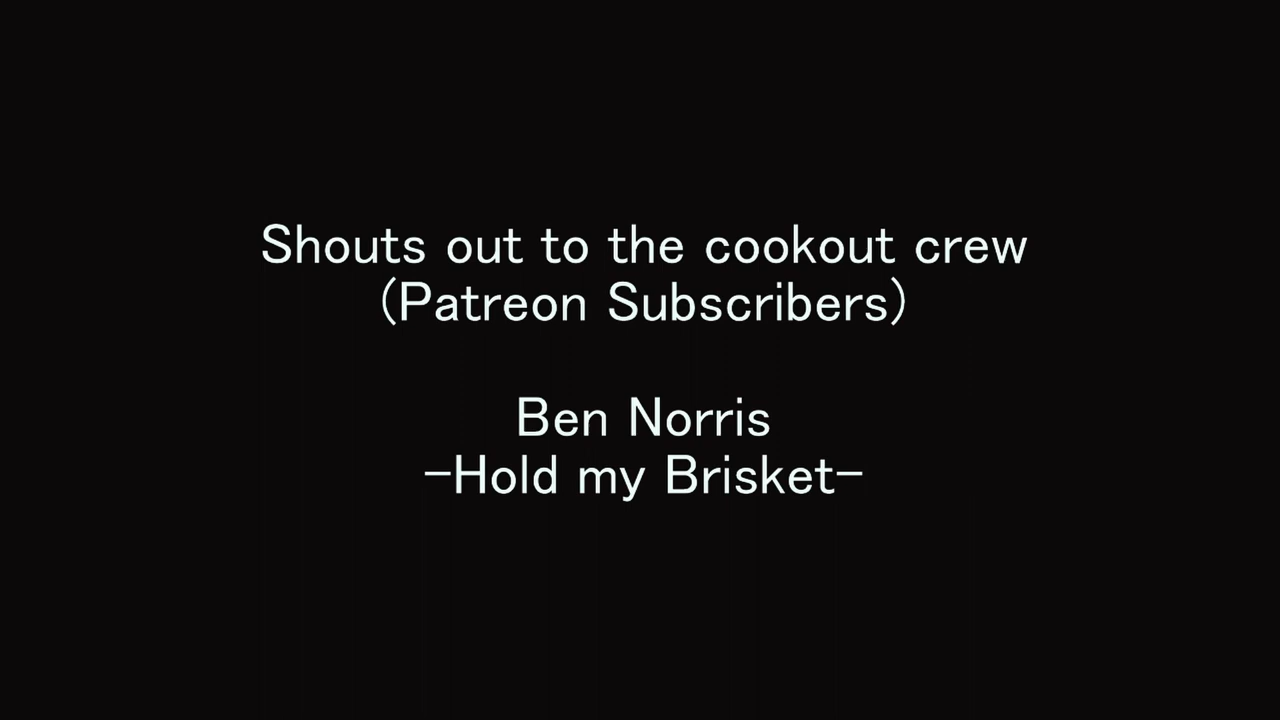 Shouts out to the cookout crew
(Patreon Subscribers)
Ben Norris
-Hold my Brisket-